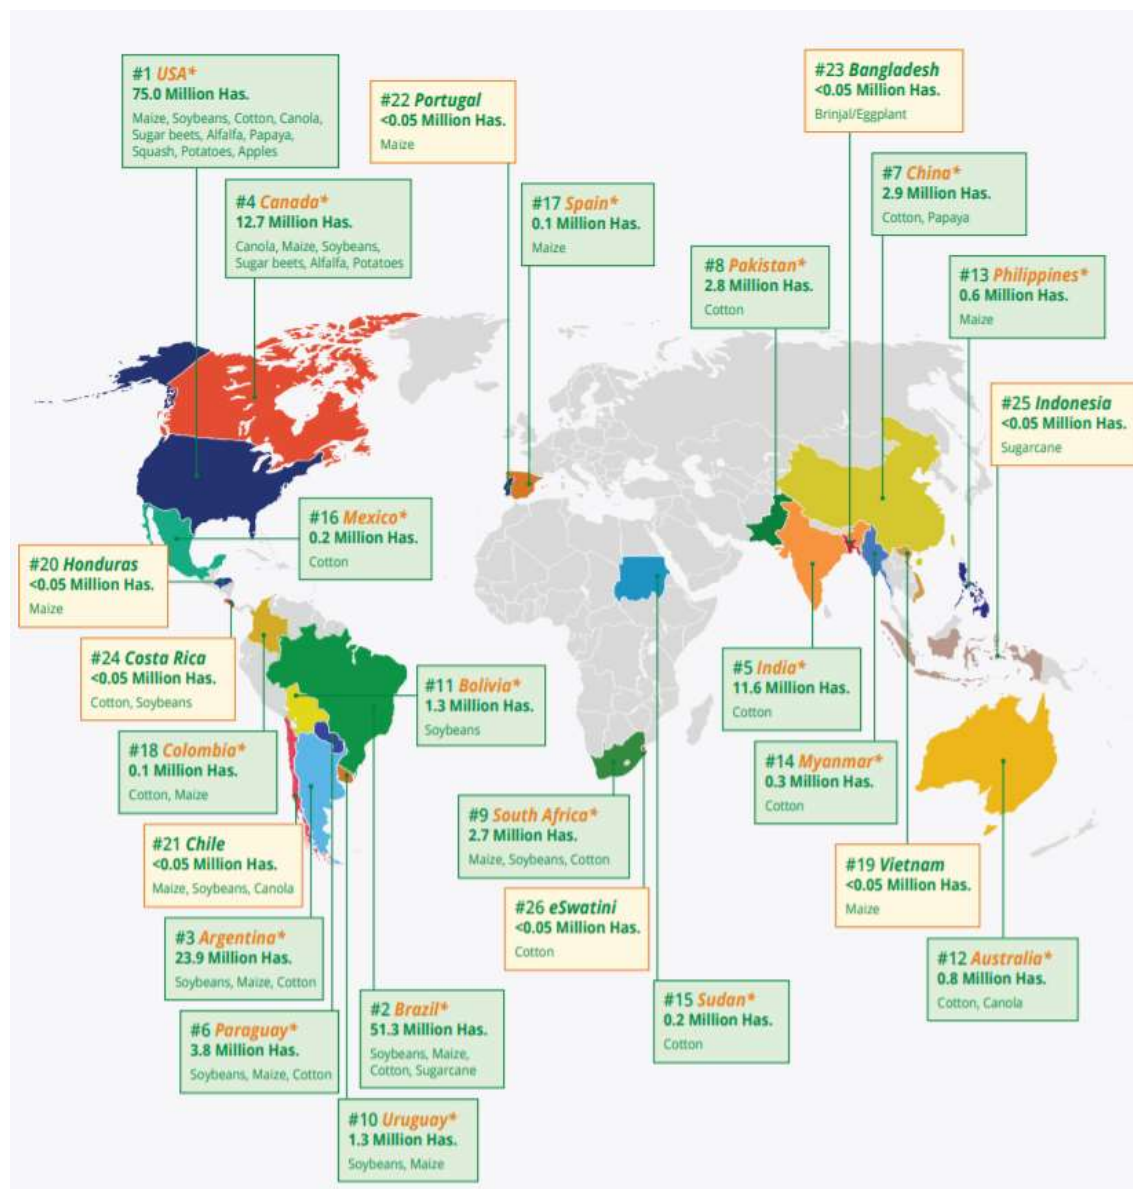 #1 USA*
75.0 Million Has.
Maize, Soybeans, Cotton, Canola,
Sugar beets, Alfalfa, Papaya,
Squash, Potatoes, Apples
#22 Portugal
<0.05 Million Has.
Maize
#23 Bangladesh
<0.05 Million Has.
Brinjal/Eggplant
#4 Canada*
12.7 Million Has.
Canola, Maize, Soybeans,
Sugar beets, Alfalfa, Potatoes
#17 Spain*
0.1 Million Has.
Maize
#7 China*
2.9 Million Has.
Cotton, Papaya
#8 Pakistan*
2.8 Million Has.
Cotton
#13 Philippines*
0.6 Million Has.
Maize
#25 Indonesia
<0.05 Million Has.
Sugarcane
#16 Mexico*
0.2 Million Has.
Cotton
#20 Honduras
<0.05 Million Has.
Maize
#24 Costa Rica
<0.05 Million Has.
Cotton, Soybeans
#11 Bolivia*
1.3 Million Has.
Soybeans
#5 India*
11.6 Million Has.
Cotton
#18 Colombia*
0.1 Million Has.
Cotton, Maize
#14 Myanmar*
0.3 Million Has.
Cotton
#9 South Africa*
2.7 Million Has.
Maize, Soybeans, Cotton
#21 Chile
<0.05 Million Has.
Maize, Soybeans, Canola
#19 Vietnam
<0.05 Million Has.
Maize
#26 eSwatini
<0.05 Million Has.
Cotton
#3 Argentina*
23.9 Million Has.
Soybeans, Maize, Cotton
#12 Australia*
0.8 Million Has.
Cotton, Canola
#15 Sudan*
0.2 Million Has.
Cotton
#2 Brazil*
51.3 Million Has.
Soybeans, Maize,
Cotton, Sugarcane
#6 Paraguay*
3.8 Million Has.
Soybeans, Maize, Cotton
#10 Uruguay*
1.3 Million Has.
Soybeans, Maize